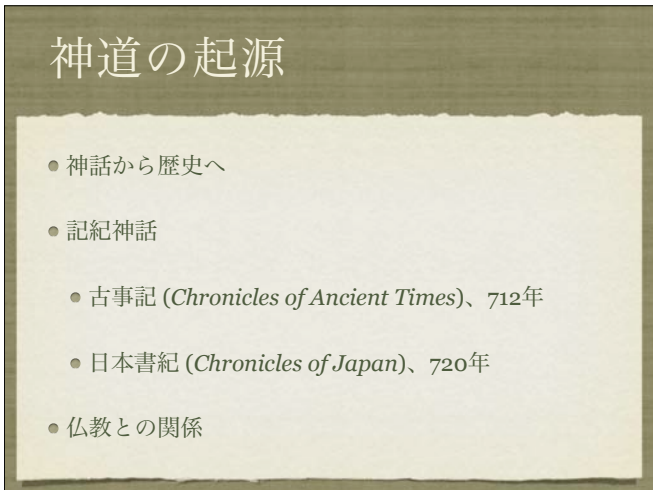 神道の起源
神話から歴史へ
記紀神話
古事記 (Chronicles of Ancient Times)、712年
日本書紀 (Chronicles of Japan)、720年
仏教との関係